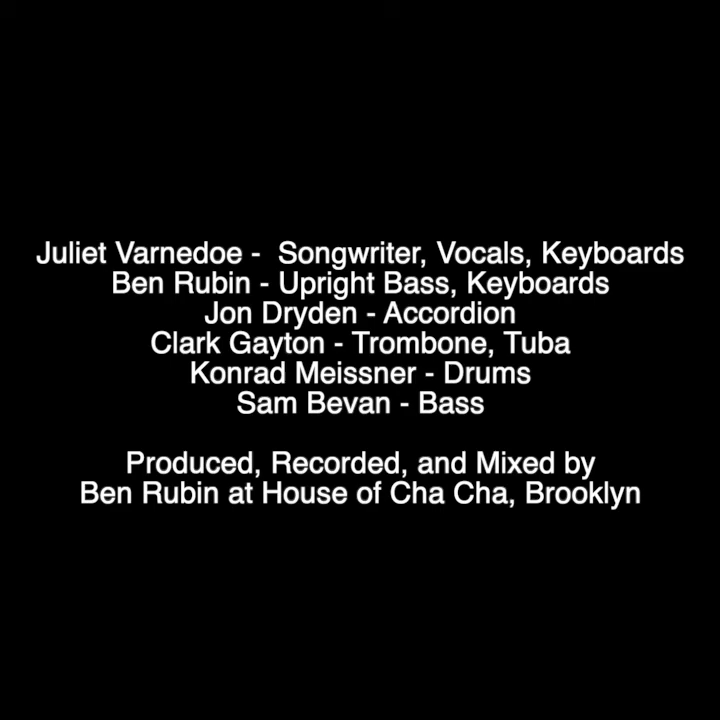 Juliet Varnedoe -  Songwriter, Vocals, Keyboards
Ben Rubin - Upright Bass, Keyboards
Jon Dryden - Accordion
Clark Gayton - Trombone, Tuba
Konrad Meissner - Drums
Sam Bevan - Bass

Produced, Recorded, and Mixed by
Ben Rubin at House of Cha Cha, Brooklyn